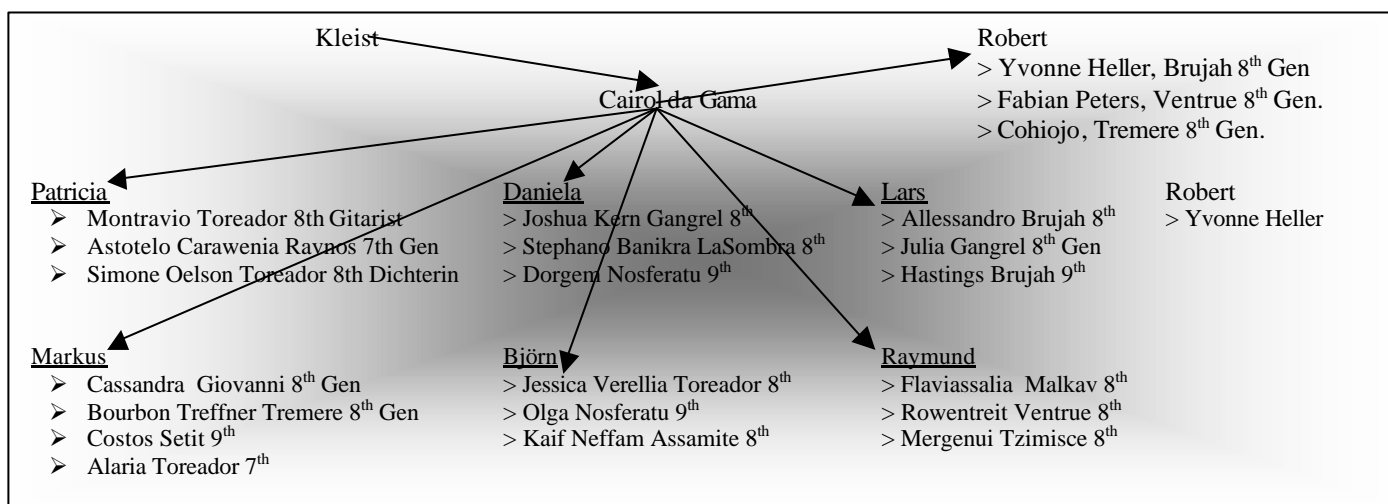 Kleist
Cairol da Gama
Robert
> Yvonne Heller, Brujah 8th Gen
> Fabian Peters, Ventrue 8th Gen.
> Cohiojo, Tremere 8th Gen.
Patricia
➢ Montravio Toreador 8th Gitarist
➢ Astotelo Carawenia Ravnos 7th Gen
➢ Simone Oelson Toreador 8th Dichterin
Daniela
> Joshua Kern Gangrel 8th
> Stephano Banikra LaSombra 8th
> Dorgem Nosferatu 9th
Lars
> Allessandro Brujah 8th
> Julia Gangrel 8th Gen
> Hastings Brujah 9th
Robert
> Yvonne Heller
Markus
➢ Cassandra Giovanni 8th Gen
➢ Bourbon Treffner Tremere 8th Gen
➢ Costos Setit 9th
➢ Alaria Toreador 7th
Björn
> Jessica Verellia Toreador 8th
> Olga Nosferatu 9th
> Kaif Neffam Assamite 8th
Raymund
> Flaviassalia Malkav 8th
> Rowentreit Ventrue 8th
> Mergenui Tzimisce 8th